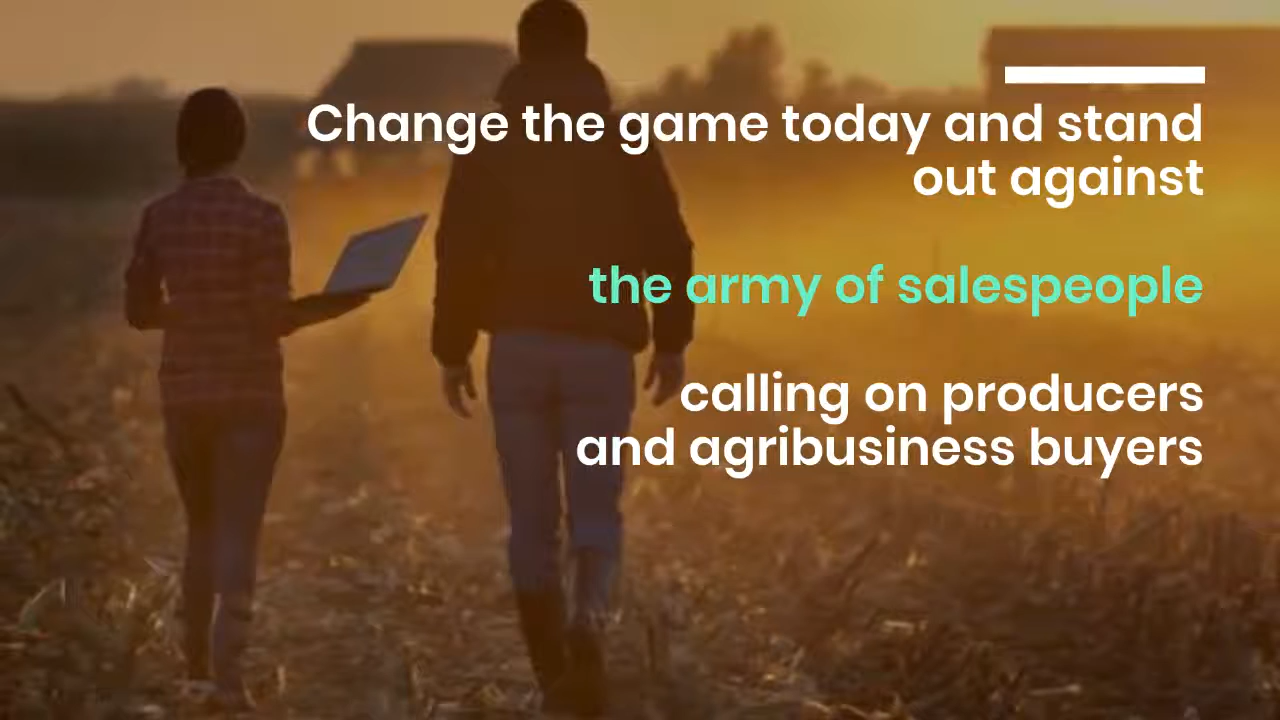 Change the game today and stand
out against
the army of salespeople
calling on producers
and agribusiness buyers